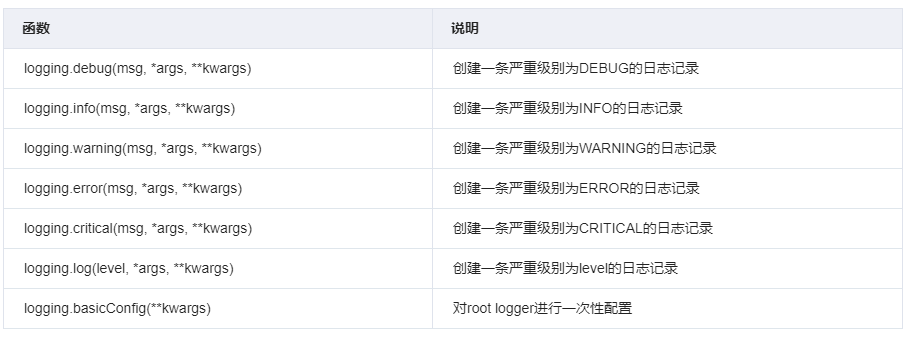 函数 说明
logging.debug(msg, *args, **kwargs) 创建一条严重级别为DEBUG的日志记录
logging.info(msg, *args, **kwargs) 创建一条严重级别为INFO的日志记录
logging.warning(msg, *args, **kwargs) 创建一条严重级别为WARNING的日志记录
logging.error(msg, *args, **kwargs) 创建一条严重级别为ERROR的日志记录
logging.critical(msg, *args, **kwargs) 创建一条严重级别为CRITICAL的日志记录
logging.log(level, *args, **kwargs) 创建一条严重级别为level的日志记录
logging.basicConfig(**kwargs) 对root logger进行一次性配置